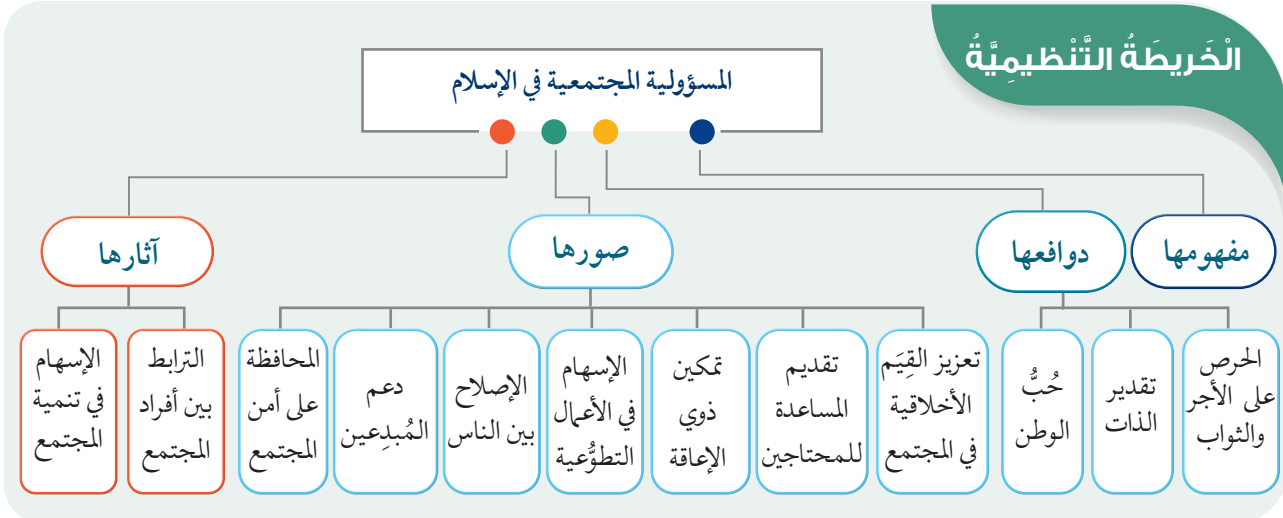 الْخَريطَةُ التَّنْظيمِيَّةُ
المسؤولية المجتمعية في الإسلام
مفهومها
دوافعها
صورها
آثارها
الحرص
على الأجر
والثواب
تقدير
الذات
حُبُّ
الوطن
تعزيز القِيَم
الأخلاقية
في المجتمع
تقديم
المساعدة
للمحتاجين
تمكين
ذوي
الإعاقة
الإسهام
في الأعمال
التطوُّعية
الإصلاح
بين الناس
دعم
المُبدِعين
المحافظة
على أمن
المجتمع
الترابط
بين أفراد
المجتمع
الإسهام
في تنمية
المجتمع